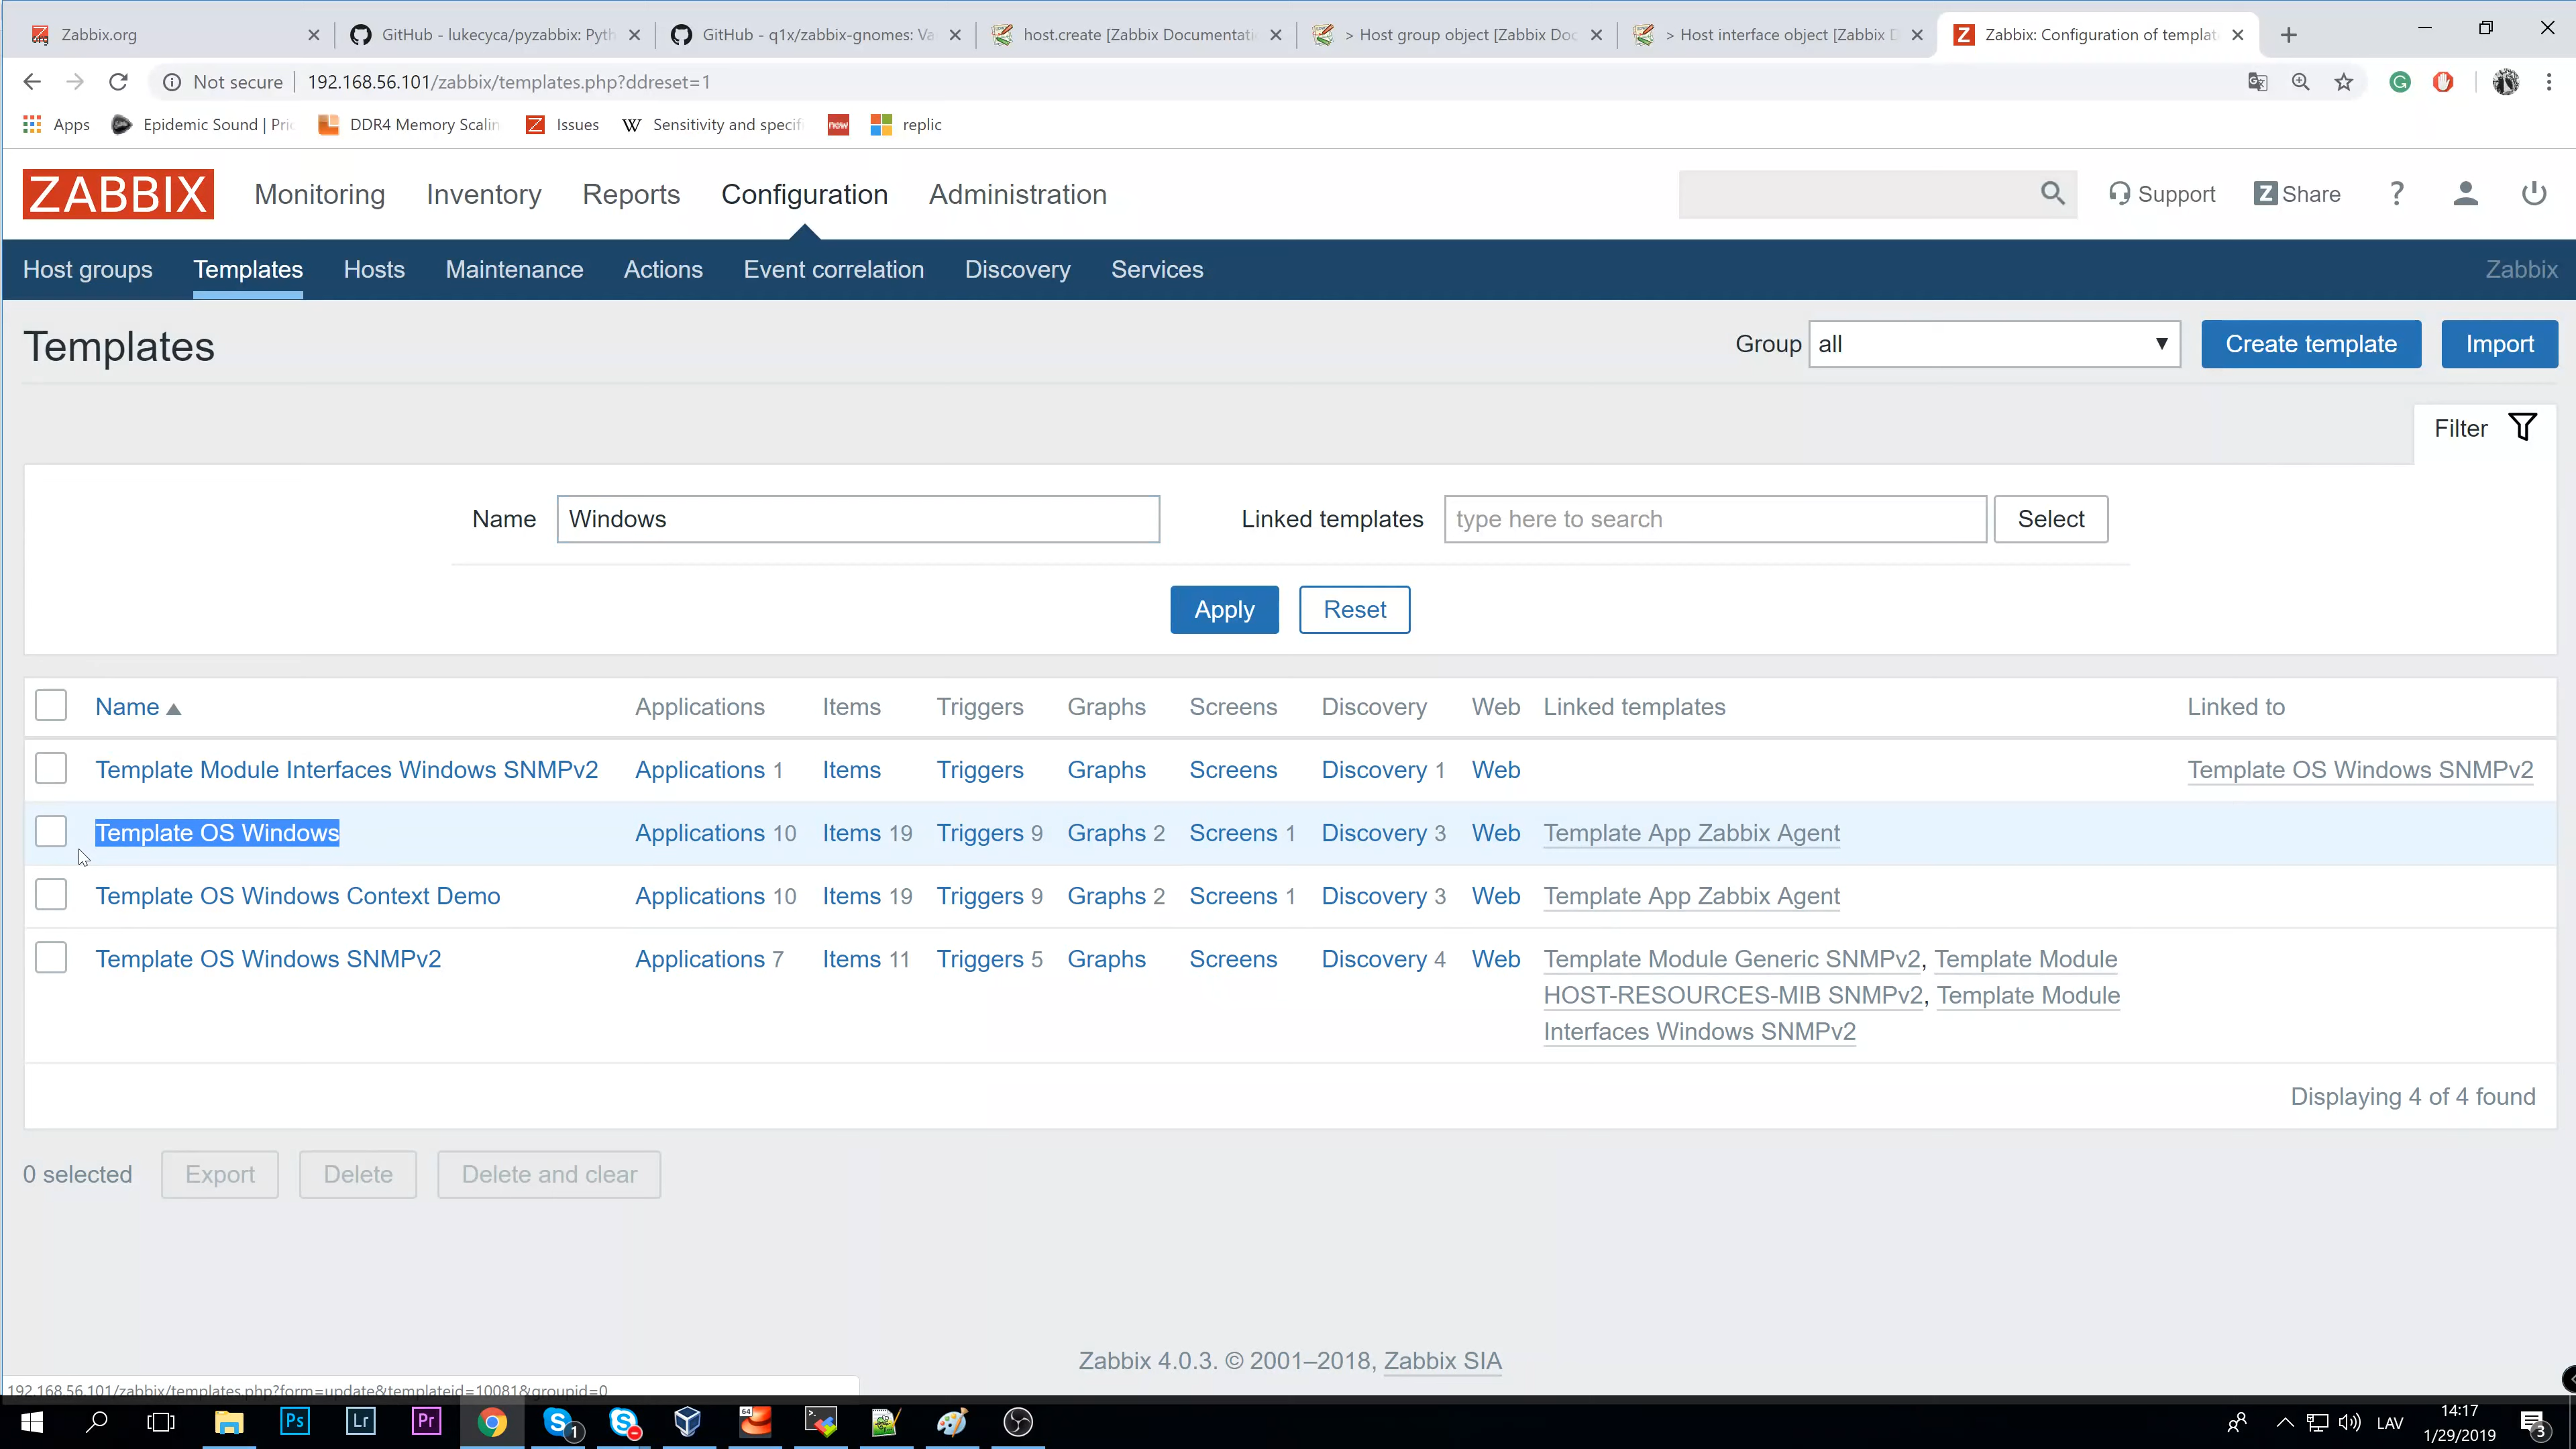 Zabbix.org
GitHub - lukecyca/pyzabbix: Pyth
GitHub - q1x/zabbix-gnomes: Va
host.create [Zabbix Documentati
> Host group object [Zabbix Doc
> Host interface object [Zabbix D
Zabbix: Configuration of templat
Not secure
192.168.56.101/zabbix/templates.php?ddreset=1
Apps
Epidemic Sound | Pric
DDR4 Memory Scalin
Issues
Sensitivity and specifi
new
replic
ZABBIX
Monitoring
Inventory
Reports
Configuration
Administration
Support
Z Share
?
Host groups
Templates
Hosts
Maintenance
Actions
Event correlation
Discovery
Services
Zabbix
Templates
Group
all
Create template
Import
Filter
Name
Windows
Linked templates
type here to search
Select
Apply
Reset
Name Applications Items Triggers Graphs Screens Discovery Web Linked templates Linked to
Template Module Interfaces Windows SNMPv2 Applications 1 Items Triggers Graphs Screens Discovery 1 Web Template OS Windows SNMPv2
Template OS Windows Applications 10 Items 19 Triggers 9 Graphs 2 Screens 1 Discovery 3 Web Template App Zabbix Agent
Template OS Windows Context Demo Applications 10 Items 19 Triggers 9 Graphs 2 Screens 1 Discovery 3 Web Template App Zabbix Agent
Template OS Windows SNMPv2 Applications 7 Items 11 Triggers 5 Graphs Screens Discovery 4 Web Template Module Generic SNMPv2, Template Module
HOST-RESOURCES-MIB SNMPv2, Template Module
Interfaces Windows SNMPv2
Displaying 4 of 4 found
0 selected
Export
Delete
Delete and clear
Zabbix 4.0.3. © 2001–2018, Zabbix SIA
192.168.56.101/zabbix/templates.php?form=update&templateid=10081&groupid=0
Ps
Lr
Pr
1
64
LAV
14:17
1/29/2019
3